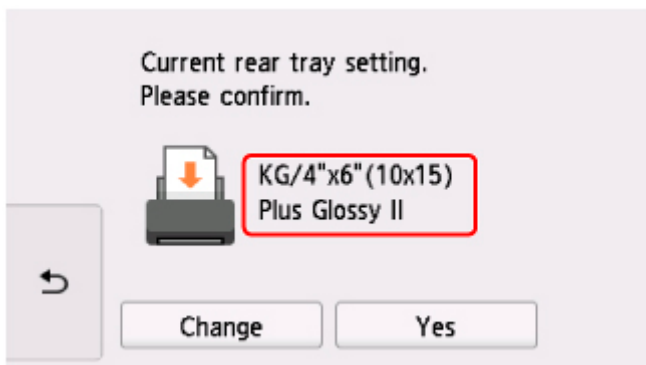 Current rear tray setting.
Please confirm.
KG/4"x6"(10x15)
Plus Glossy II
Change
Yes